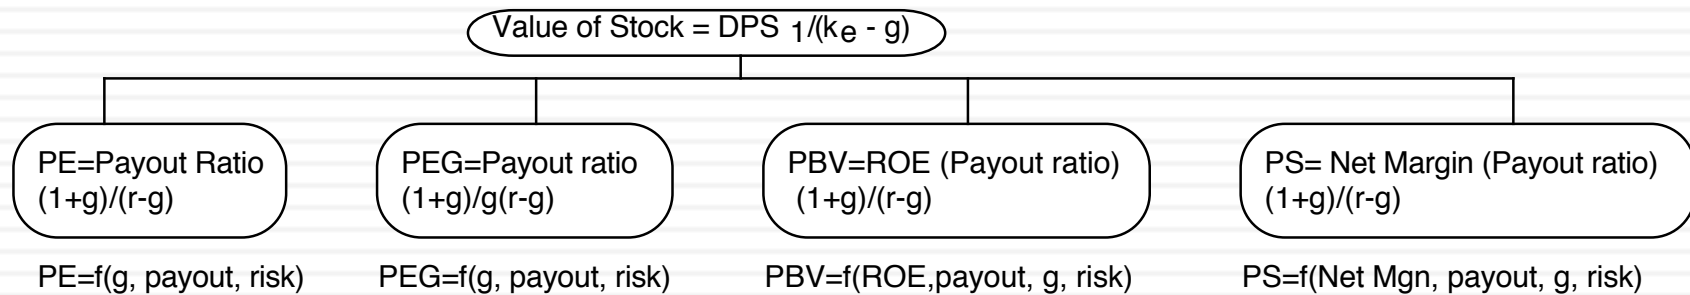 Value of Stock = DPS 1/(ke - g)
PE=Payout Ratio
(1+g)/(r-g)
PEG=Payout ratio
(1+g)/g(r-g)
PBV=ROE (Payout ratio)
(1+g)/(r-g)
PS= Net Margin (Payout ratio)
(1+g)/(r-g)
PE=f(g, payout, risk)
PEG=f(g, payout, risk)
PBV=f(ROE,payout, g, risk)
PS=f(Net Mgn, payout, g, risk)